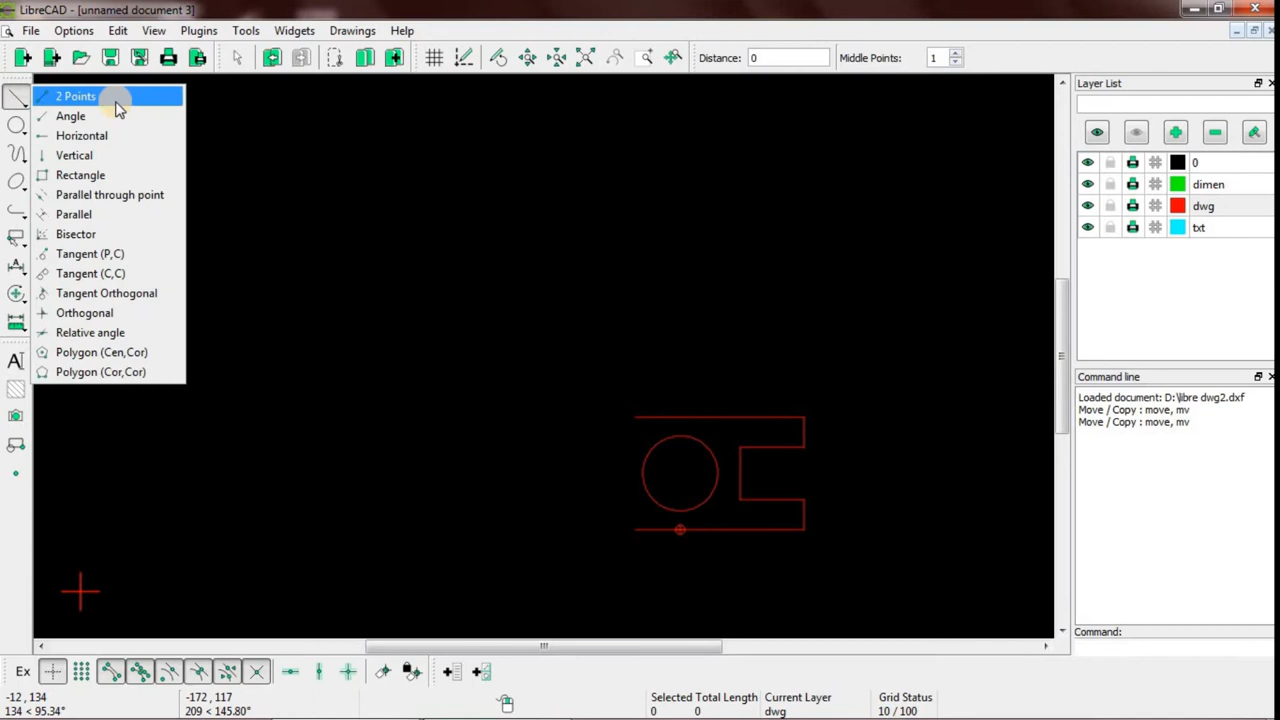 LibreCAD - [unnamed document 3]
File Options Edit View Plugins Tools Widgets Drawings Help
Distance: 0 Middle Points: 1
2 Points
Angle
Horizontal
Vertical
Rectangle
Parallel through point
Parallel
Bisector
Tangent (P,C)
Tangent (C,C)
Tangent Orthogonal
Orthogonal
Relative angle
Polygon (Cen,Cor)
Polygon (Cor,Cor)
Layer List
0
dimen
dwg
txt
Command line
Loaded document: D:\libre dwg2.dxf
Move / Copy : move, mv
Move / Copy : move, mv
Command:
Ex
-12 , 134
134 < 95.34°
-172 , 117
209 < 145.80°
Selected Total Length
0 0
Current Layer
dwg
Grid Status
10 / 100